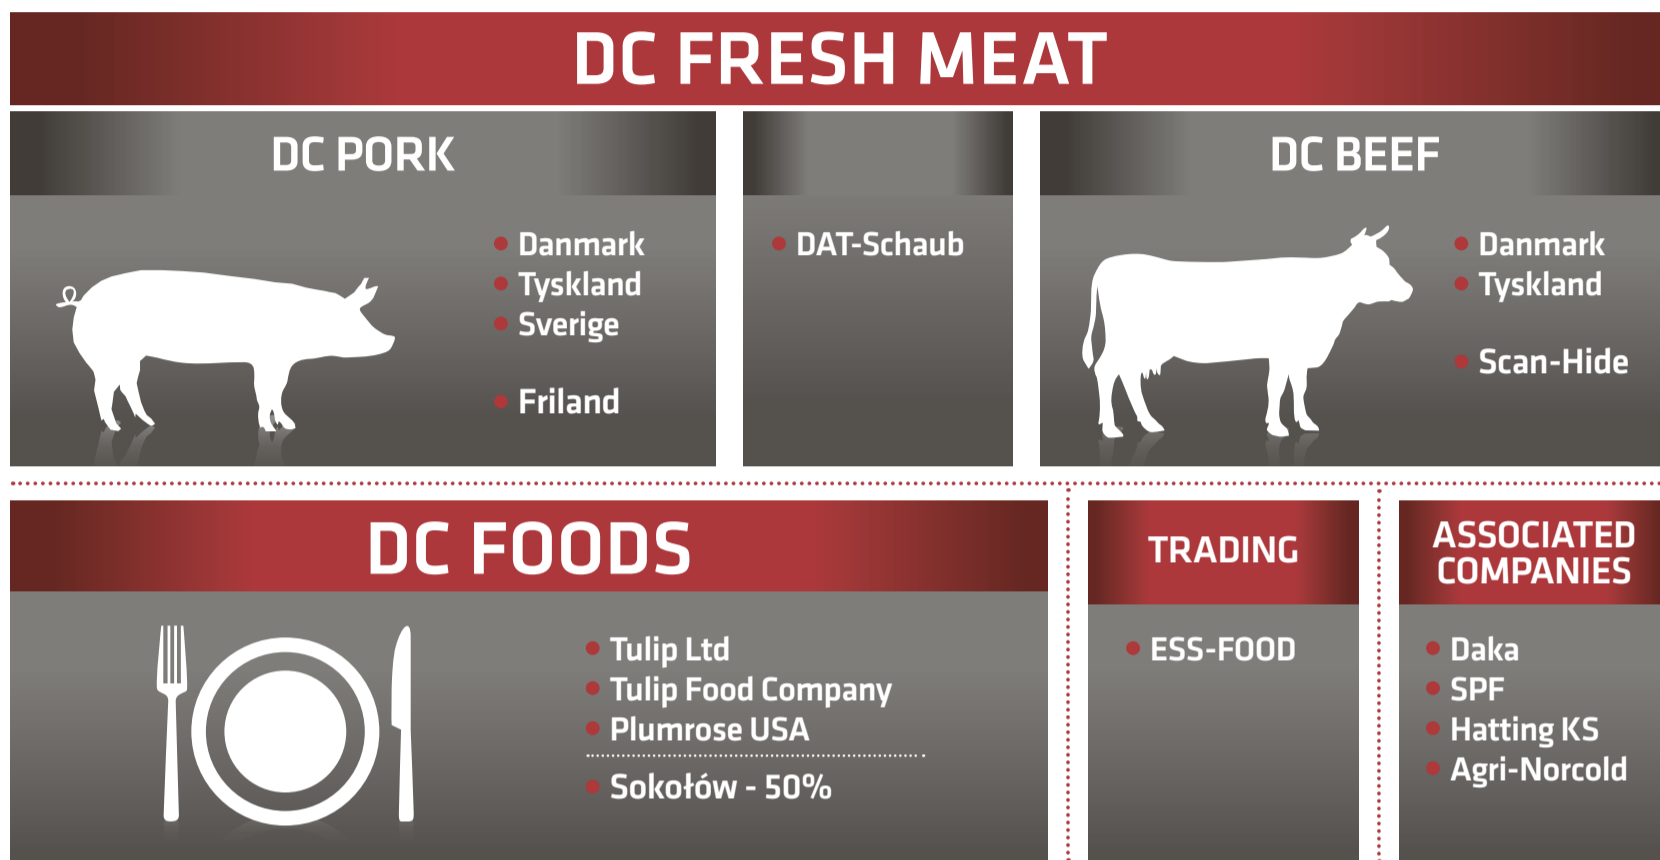 DC FRESH MEAT
DC PORK
Danmark
Tyskland
Sverige
Friland
DAT-Schaub
DC BEEF
Danmark
Tyskland
Scan-Hide
DC FOODS
Tulip Ltd
Tulip Food Company
Plumrose USA
Sokołów - 50%
TRADING
ESS-FOOD
ASSOCIATED
COMPANIES
Daka
SPF
Hatting KS
Agri-Norcold